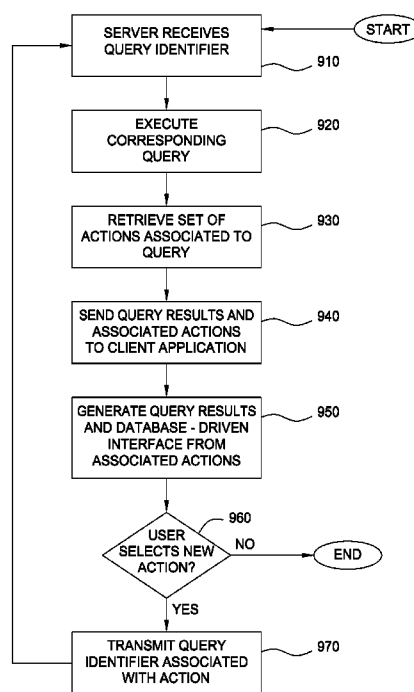 START
SERVER RECEIVES
QUERY IDENTIFIER
910
EXECUTE
CORRESPONDING
QUERY
920
RETRIEVE SET OF
ACTIONS ASSOCIATED TO
QUERY
930
SEND QUERY RESULTS AND
ASSOCIATED ACTIONS
TO CLIENT APPLICATION
940
GENERATE QUERY RESULTS
AND DATABASE - DRIVEN
INTERFACE FROM
ASSOCIATED ACTIONS
950
960
USER
SELECTS NEW
ACTION?
NO
END
YES
TRANSMIT QUERY
IDENTIFIER ASSOCIATED
WITH ACTION
970